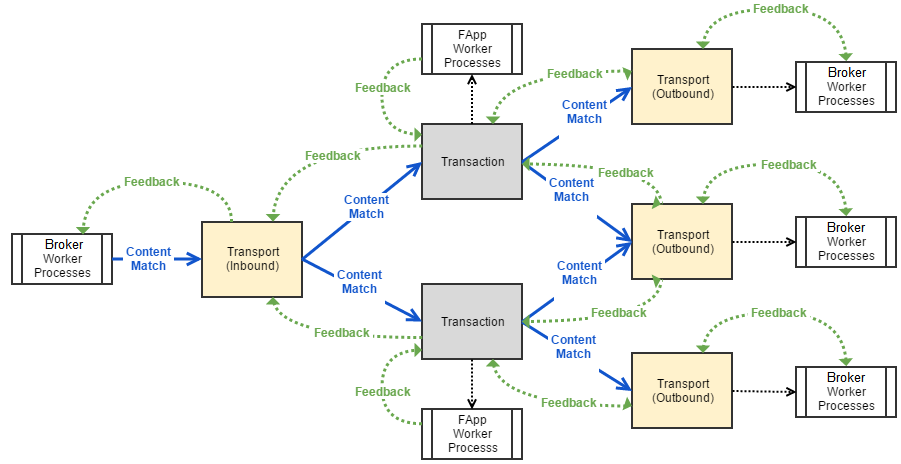 Feedback
FApp
Worker
Processes
Feedback
Transport
(Outbound)
Broker
Worker
Processes
Feedback
Content
Match
Feedback
Transaction
Feedback
Content
Match
Feedback
Feedback
Content
Match
Feedback
Transport
(Outbound)
Broker
Worker
Processes
Broker
Worker
Processes
Content
Match
Transport
(Inbound)
Content
Match
Content
Match
Feedback
Transaction
Feedback
Feedback
Content
Match
Transport
(Outbound)
Broker
Worker
Processes
Feedback
Feedback
FApp
Worker
Processs